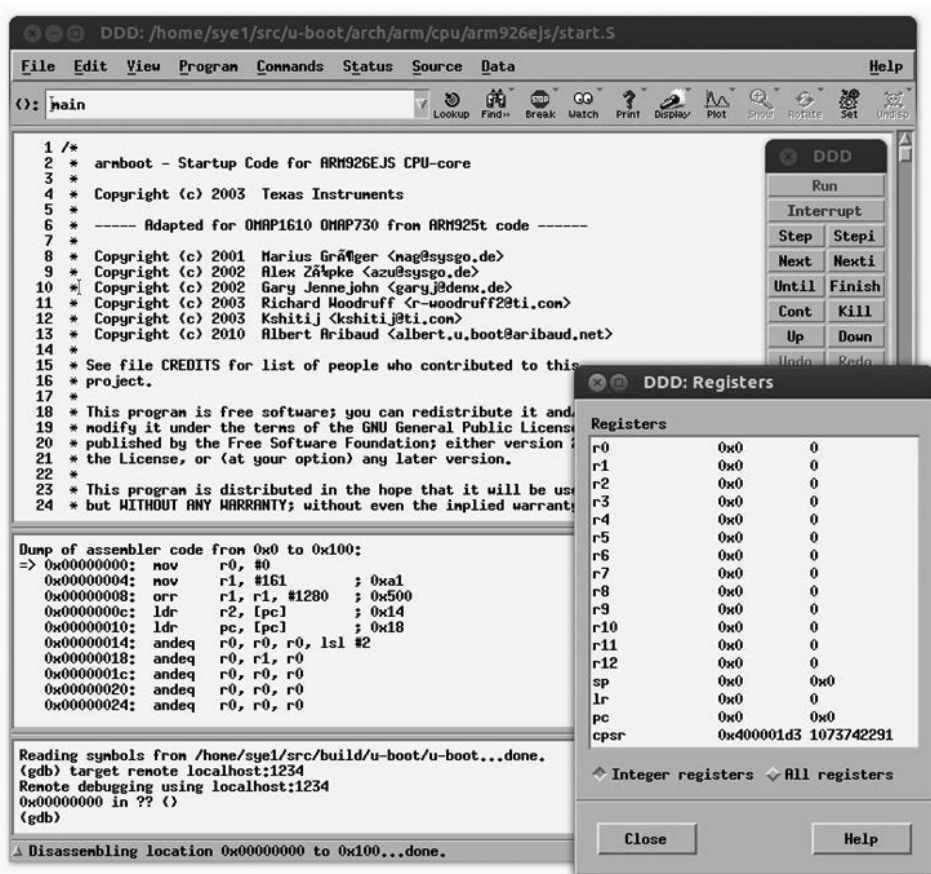 DDD: /home/sye1/src/u-boot/arch/arm/cpu/arm926ejs/start.S
File Edit View Program Commands Status Source Data Help
(): main
Lookup Find» Break Watch Print Display Plot Show Rotate Set Undisp
1 /*
2 * armboot - Startup Code for ARM926EJS CPU-core
3 *
4 * Copyright (c) 2003 Texas Instruments
5 *
6 * ----- Adapted for OMAP1610 OMAP730 from ARM925t code ------
7 *
8 * Copyright (c) 2001 Marius GrÃ¶ger <mag@sysgo.de>
9 * Copyright (c) 2002 Alex ZÃ¼pke <azu@sysgo.de>
10 * Copyright (c) 2002 Gary Jennejohn <garyj@denx.de>
11 * Copyright (c) 2003 Richard Woodruff <r-woodruff2@ti.com>
12 * Copyright (c) 2003 Kshitij <kshitij@ti.com>
13 * Copyright (c) 2010 Albert Aribaud <albert.u.boot@aribaud.net>
14 *
15 * See file CREDITS for list of people who contributed to this
16 * project.
17 *
18 * This program is free software; you can redistribute it and/
19 * modify it under the terms of the GNU General Public License
20 * published by the Free Software Foundation; either version 2
21 * the License, or (at your option) any later version.
22 *
23 * This program is distributed in the hope that it will be use
24 * but WITHOUT ANY WARRANTY; without even the implied warranty
DDD
Run
Interrupt
Step Stepi
Next Nexti
Until Finish
Cont Kill
Up Down
Undo Redo
Dump of assembler code from 0x0 to 0x100:
=> 0x00000000: mov r0, #0
0x00000004: mov r1, #161 ; 0xa1
0x00000008: orr r1, r1, #1280 ; 0x500
0x0000000c: ldr r2, [pc] ; 0x14
0x00000010: ldr pc, [pc] ; 0x18
0x00000014: andeq r0, r0, r0, lsl #2
0x00000018: andeq r0, r1, r0
0x0000001c: andeq r0, r0, r0
0x00000020: andeq r0, r0, r0
0x00000024: andeq r0, r0, r0
Reading symbols from /home/sye1/src/build/u-boot/u-boot...done.
(gdb) target remote localhost:1234
Remote debugging using localhost:1234
0x00000000 in ?? ()
(gdb)
Disassembling location 0x00000000 to 0x100...done.
DDD: Registers
Registers
r0 0x0 0
r1 0x0 0
r2 0x0 0
r3 0x0 0
r4 0x0 0
r5 0x0 0
r6 0x0 0
r7 0x0 0
r8 0x0 0
r9 0x0 0
r10 0x0 0
r11 0x0 0
r12 0x0 0
sp 0x0 0x0
lr 0x0 0
pc 0x0 0x0
cpsr 0x400001d3 1073742291
Integer registers All registers
Close Help